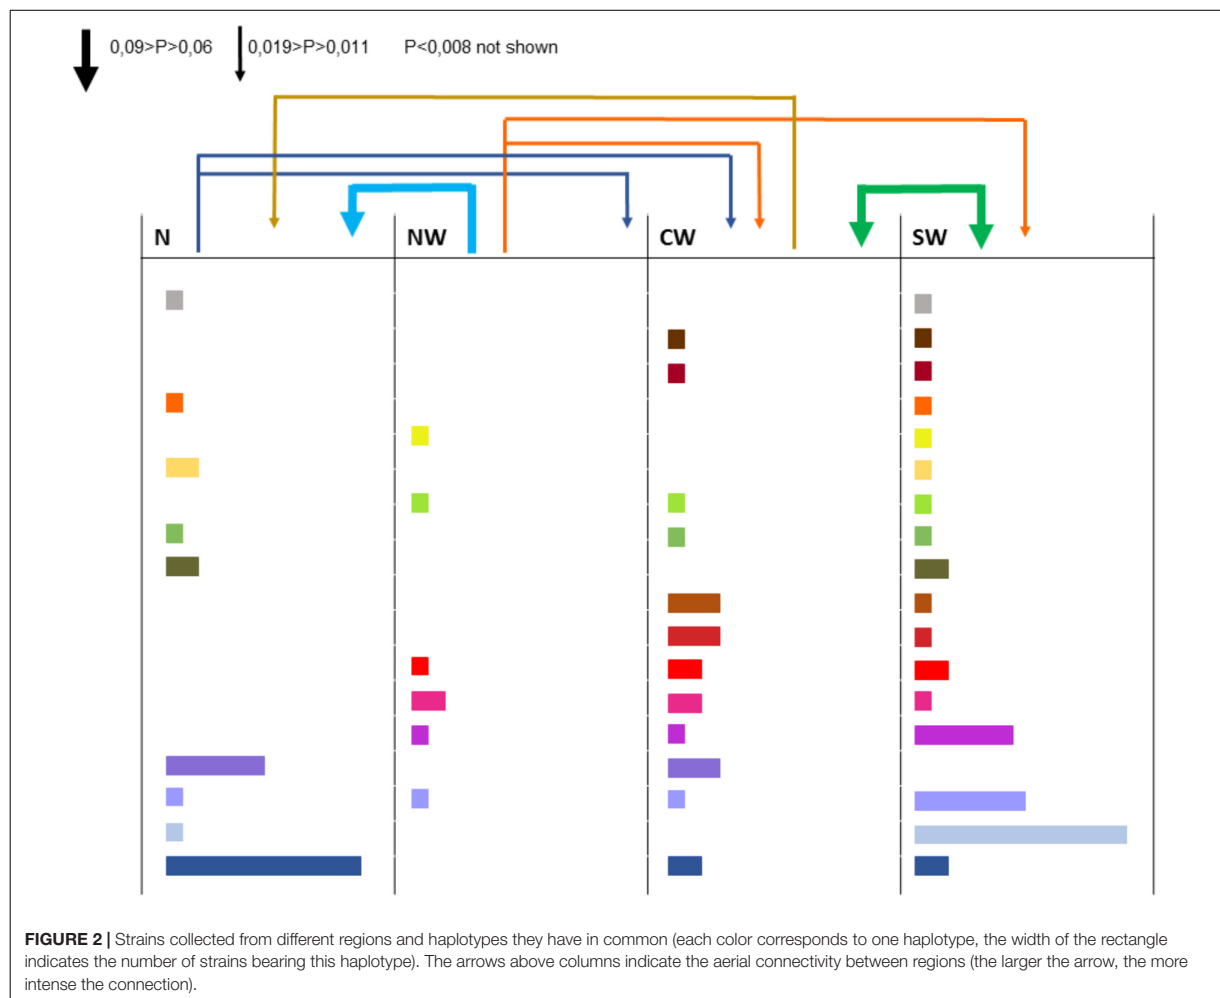 0,09>P>0,06 0,019>P>0,011 P<0,008 not shown
N NW CW SW
FIGURE 2 | Strains collected from different regions and haplotypes they have in common (each color corresponds to one haplotype, the width of the rectangle
indicates the number of strains bearing this haplotype). The arrows above columns indicate the aerial connectivity between regions (the larger the arrow, the more
intense the connection).